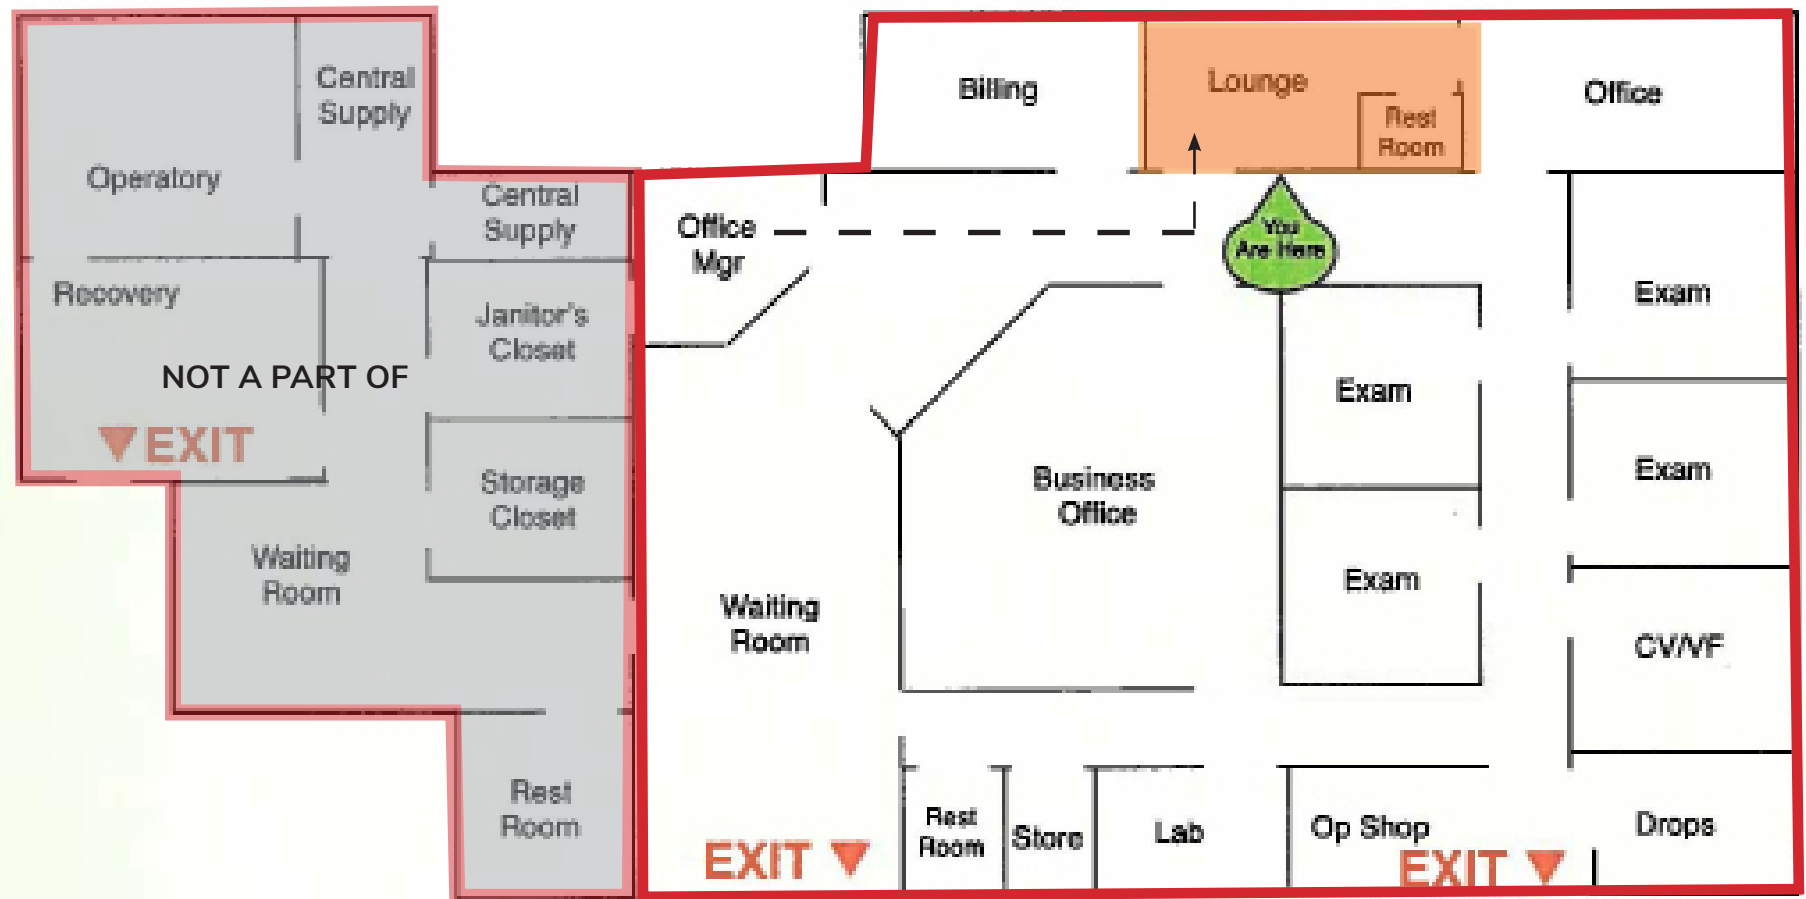 Central
Supply
Operatory
Central
Supply
Recovery
Janitor's
Closet
NOT A PART OF
EXIT
Storage
Closet
Waiting
Room
Rest
Room
Billing
Lounge
Rest
Room
Office
Office
Mgr
You
Are Here
Exam
Exam
Exam
Business
Office
Exam
Waiting
Room
CV/VF
Rest
Room
Store
Lab
Op Shop
Drops
EXIT
EXIT